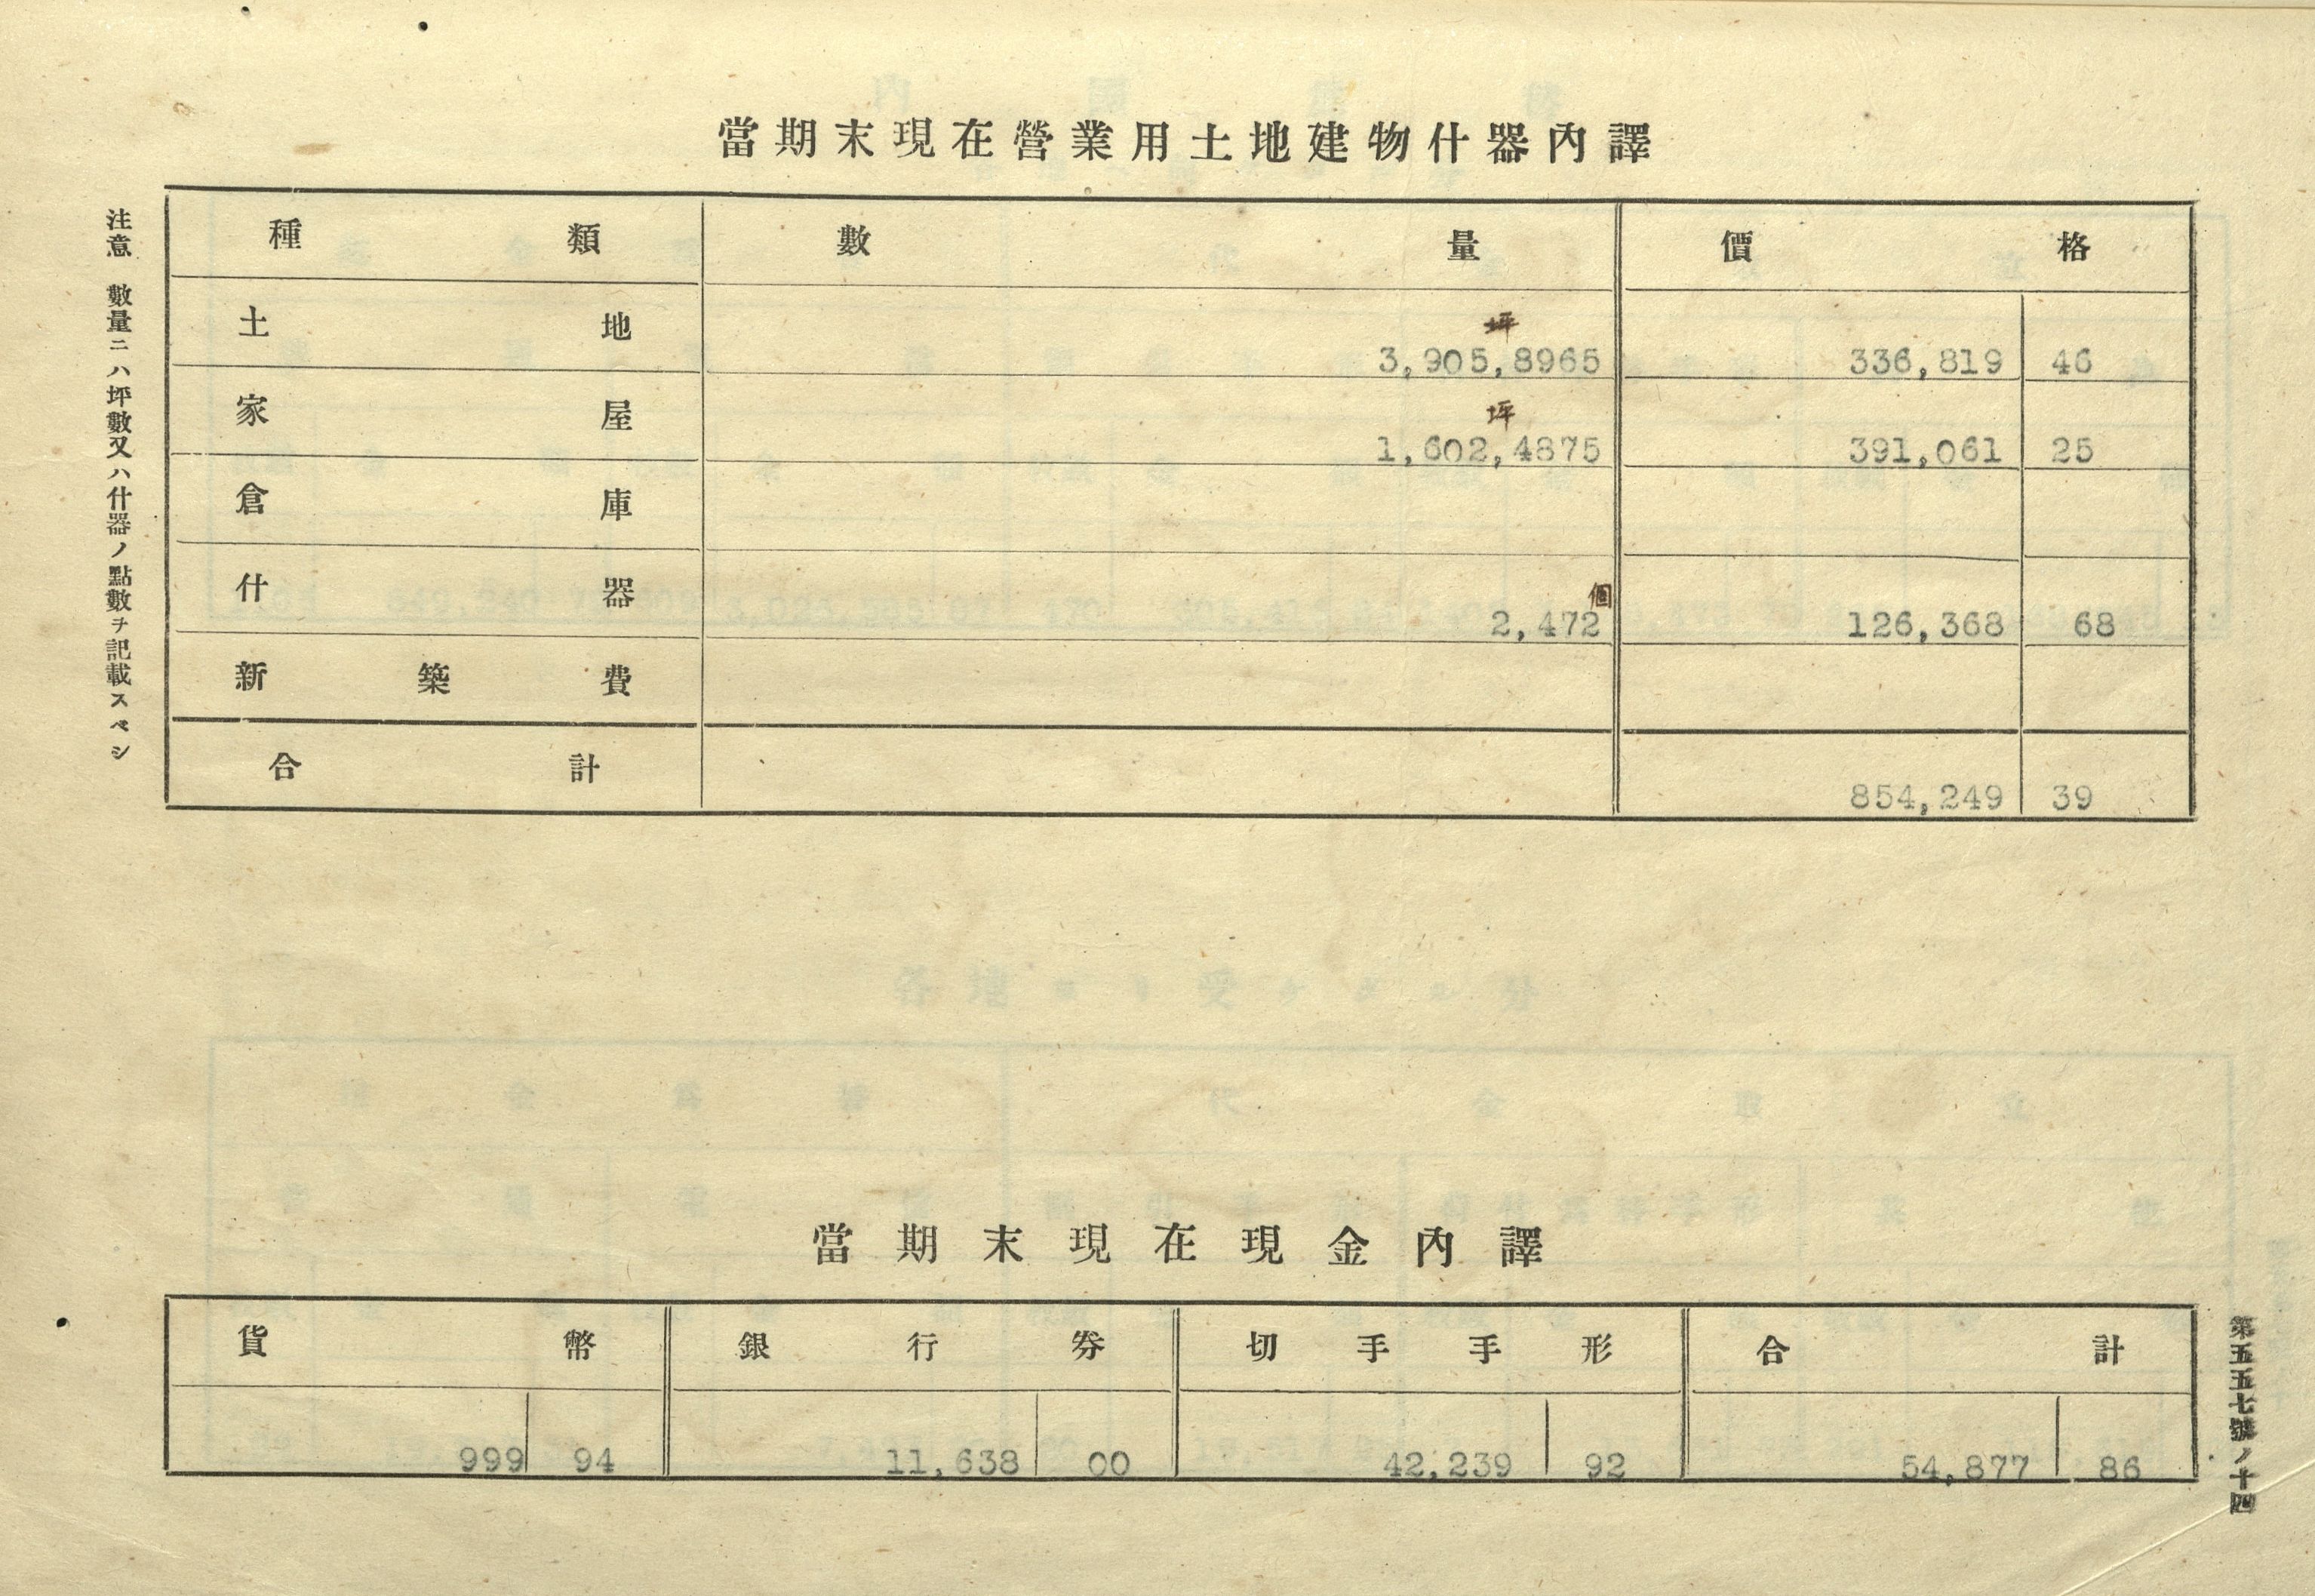 當期末現在營業用土地建物什器內譯
注意 數量ニハ坪數又ハ什器ノ點數ヲ記載スベシ
種類 數量 價格
土地 坪 3,905,8965 336,819 46
家屋 坪 1,602,4875 391,061 25
倉庫
什器 個 2,472 126,368 68
新築費
合計 854,249 39
當期末現在現金內譯
貨幣 銀行券 切手手形 合計
999 94 11,638 00 42,239 92 54,877 86
第五五七號ノ十四